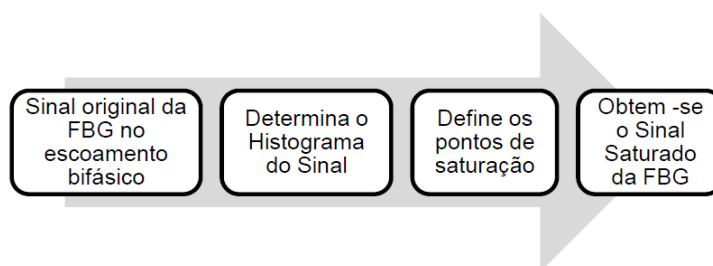 Sinal original da
FBG no
escoamento
bifásico
Determina o
Histograma
do Sinal
Define os
pontos de
saturação
Obtem -se
o Sinal
Saturado
da FBG